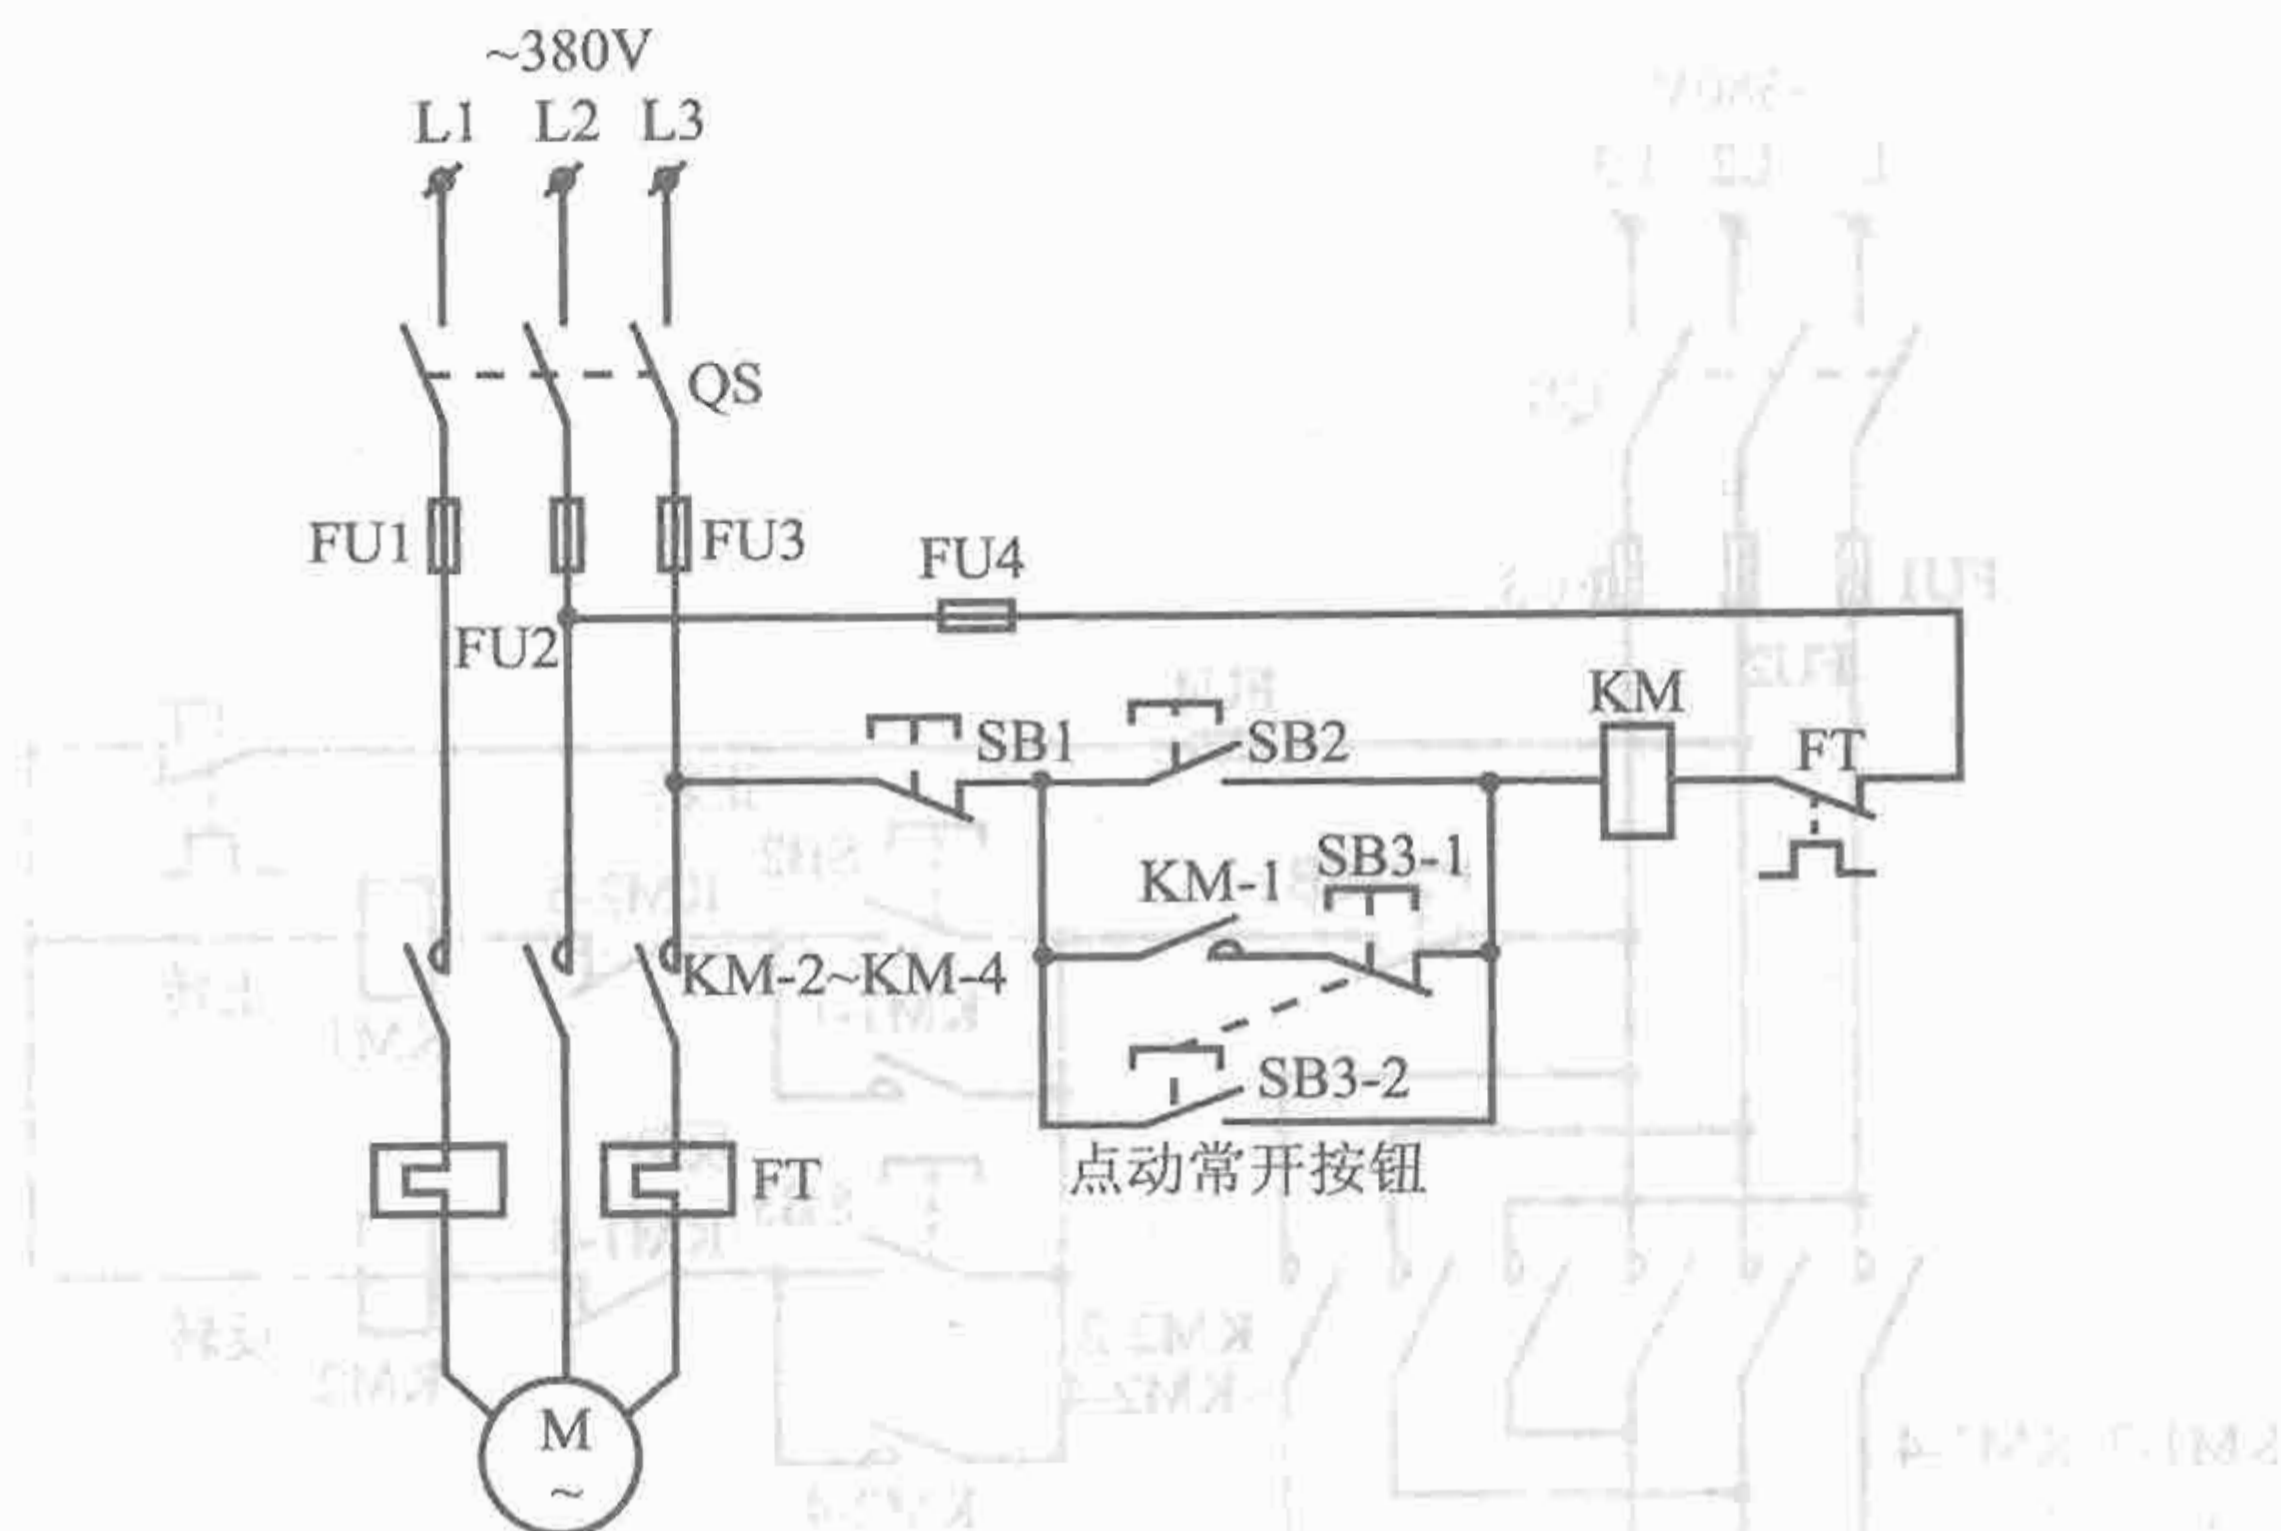 ~380V
L1 L2 L3
QS
FU1
FU3
FU4
FU2
KM
SB1
SB2
FT
SB3-1
KM-1
KM-2~KM-4
SB3-2
点动常开按钮
FT
M
~